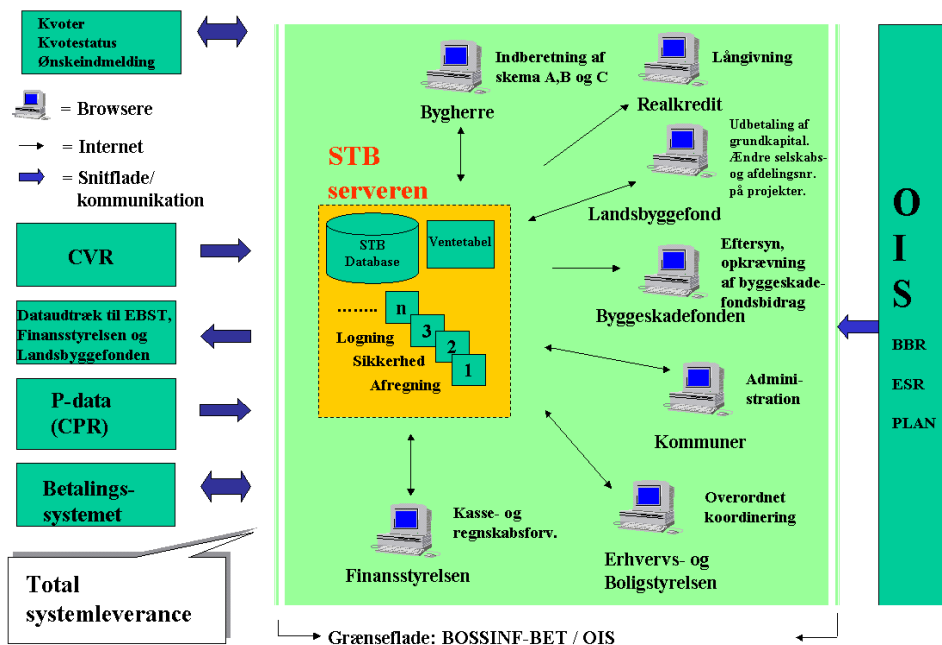 Kvoter
Kvotestatus
Ønskeindmelding
= Browsere
= Internet
= Snitflade/
kommunikation
CVR
Dataudtræk til EBST,
Finansstyrelsen og
Landsbyggefonden
P-data
(CPR)
Betalings-
systemet
Total
systemleverance
Indberetning af
skema A,B og C
Bygherre
Långivning
Realkredit
STB
serveren
Udbetaling af
grundkapital.
Ændre selskabs-
og afdelingsnr.
på projekter.
Landsbyggefond
STB
Database
Ventetabel
Eftersyn,
opkrævning
af byggeskade-
fondsbidrag
Byggeskadefonden
........
n
3
2
1
Logning
Sikkerhed
Afregning
Admini-
stration
Kommuner
Kasse- og
regnskabsforv.
Finansstyrelsen
Overordnet
koordinering
Erhvervs- og
Boligstyrelsen
O
I
S
BBR
ESR
PLAN
Grænseflade: BOSSINF-BET / OIS